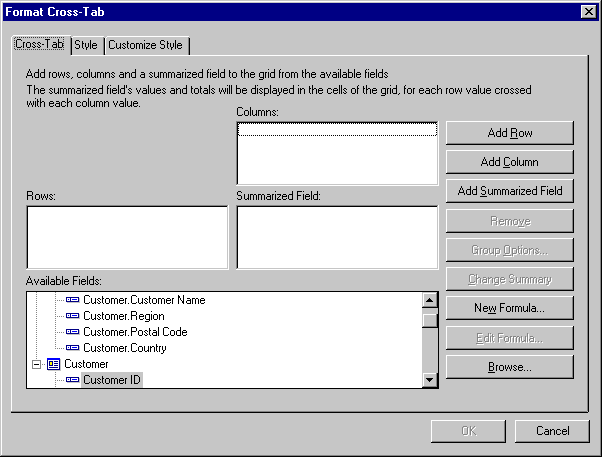 Format Cross-Tab
Cross-Tab Style Customize Style
Add rows, columns and a summarized field to the grid from the available fields
The summarized field's values and totals will be displayed in the cells of the grid, for each row value crossed
with each column value.
Columns:
Add Row
Add Column
Add Summarized Field
Rows:
Summarized Field:
Remove
Group Options...
Change Summary
Available Fields:
Customer.Customer Name
Customer.Region
Customer.Postal Code
Customer.Country
Customer
Customer ID
New Formula...
Edit Formula...
Browse...
OK
Cancel